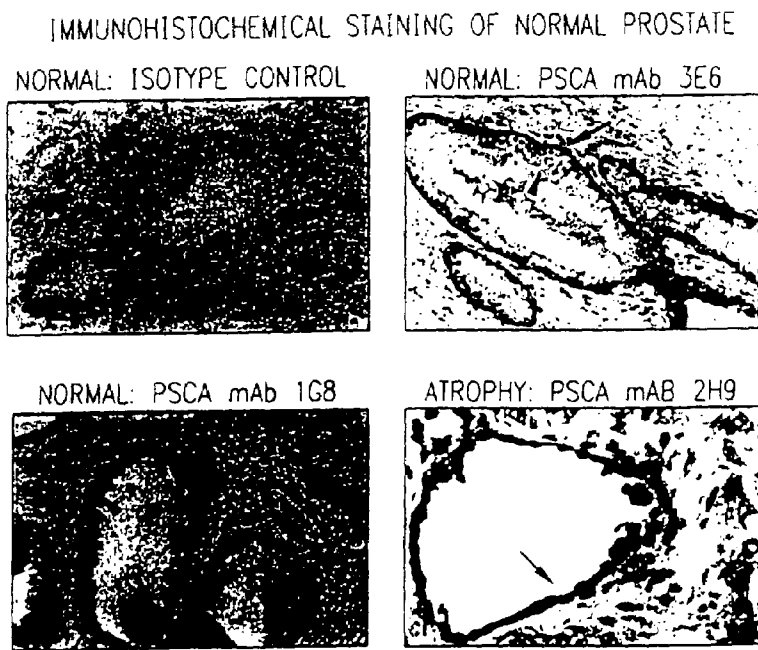 IMMUNOHISTOCHEMICAL STAINING OF NORMAL PROSTATE
NORMAL: ISOTYPE CONTROL
NORMAL: PSCA mAb 3E6
NORMAL: PSCA mAb 1G8
ATROPHY: PSCA mAB 2H9